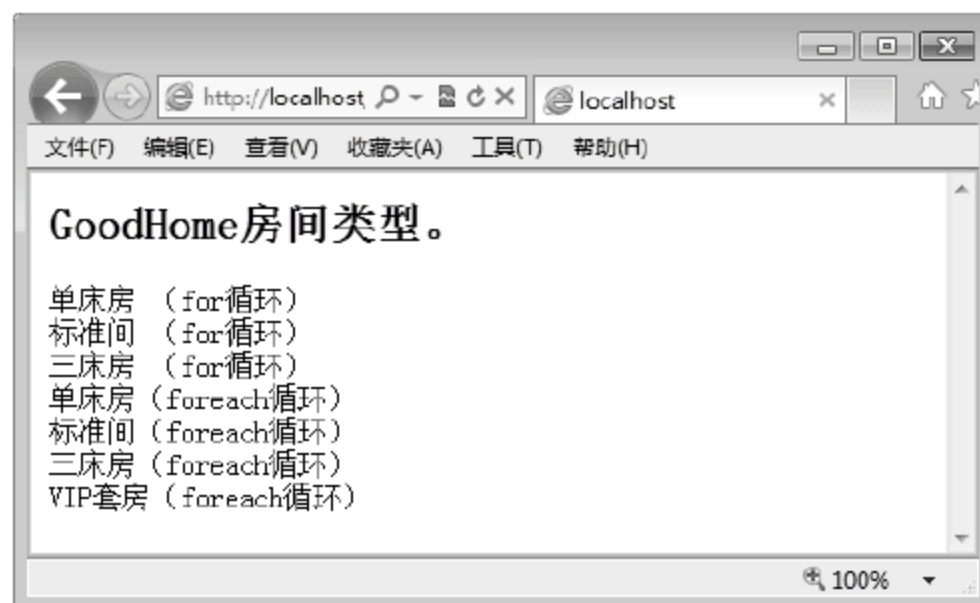 http://localhost
localhost
文件(F) 编辑(E) 查看(V) 收藏夹(A) 工具(T) 帮助(H)
GoodHome房间类型。
单床房 (for循环)
标准间 (for循环)
三床房 (for循环)
单床房(foreach循环)
标准间(foreach循环)
三床房(foreach循环)
VIP套房(foreach循环)
100%